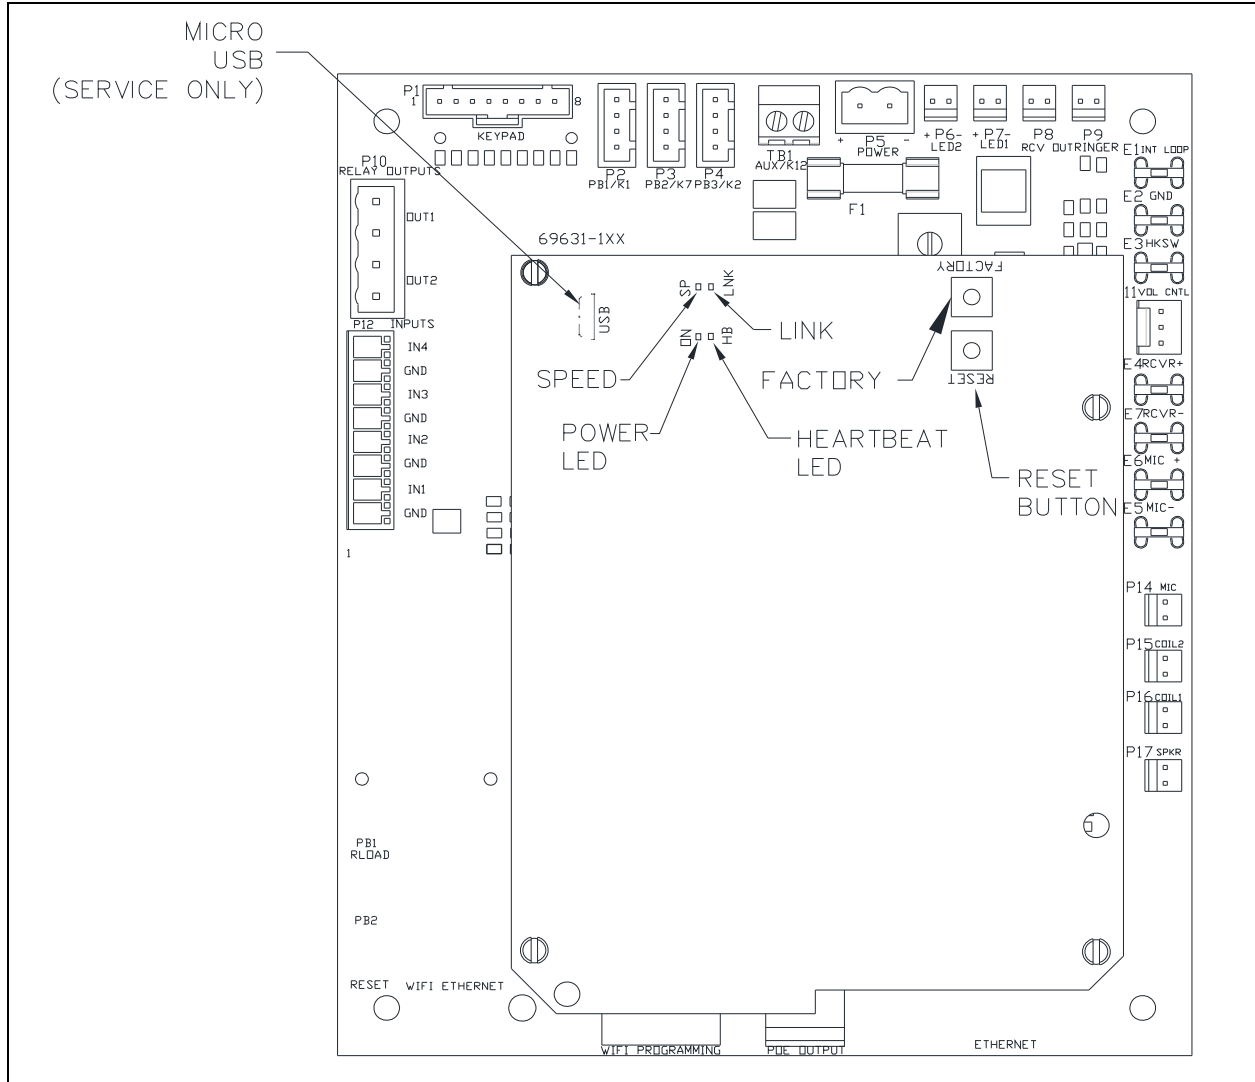 MICRO
USB
(SERVICE ONLY)
P1
1
8
KEYPAD
P2
PB1/K1
P3
PB2/K7
P4
PB3/K2
TB1
AUX/K12
+ P5 -
POWER
+ P6-
LED2
+ P7-
LED1
P8
RCV OUT
P9
RINGER
F1
P10
RELAY OUTPUTS
OUT1
OUT2
69631-1XX
E1 INT LOOP
E2 GND
E3 HKSW
11 VOL CNTL
E4 RCVR+
E7 RCVR-
E6 MIC +
E5 MIC-
P12 INPUTS
IN4
GND
IN3
GND
IN2
GND
IN1
GND
1
USB
SP
LNK
ON
HB
FACTORY
RESET
LINK
SPEED
FACTORY
POWER
LED
HEARTBEAT
LED
RESET
BUTTON
P14 MIC
P15 COIL2
P16 COIL1
P17 SPKR
PB1
RLOAD
PB2
RESET WIFI ETHERNET
WIFI PROGRAMMING
POE OUTPUT
ETHERNET